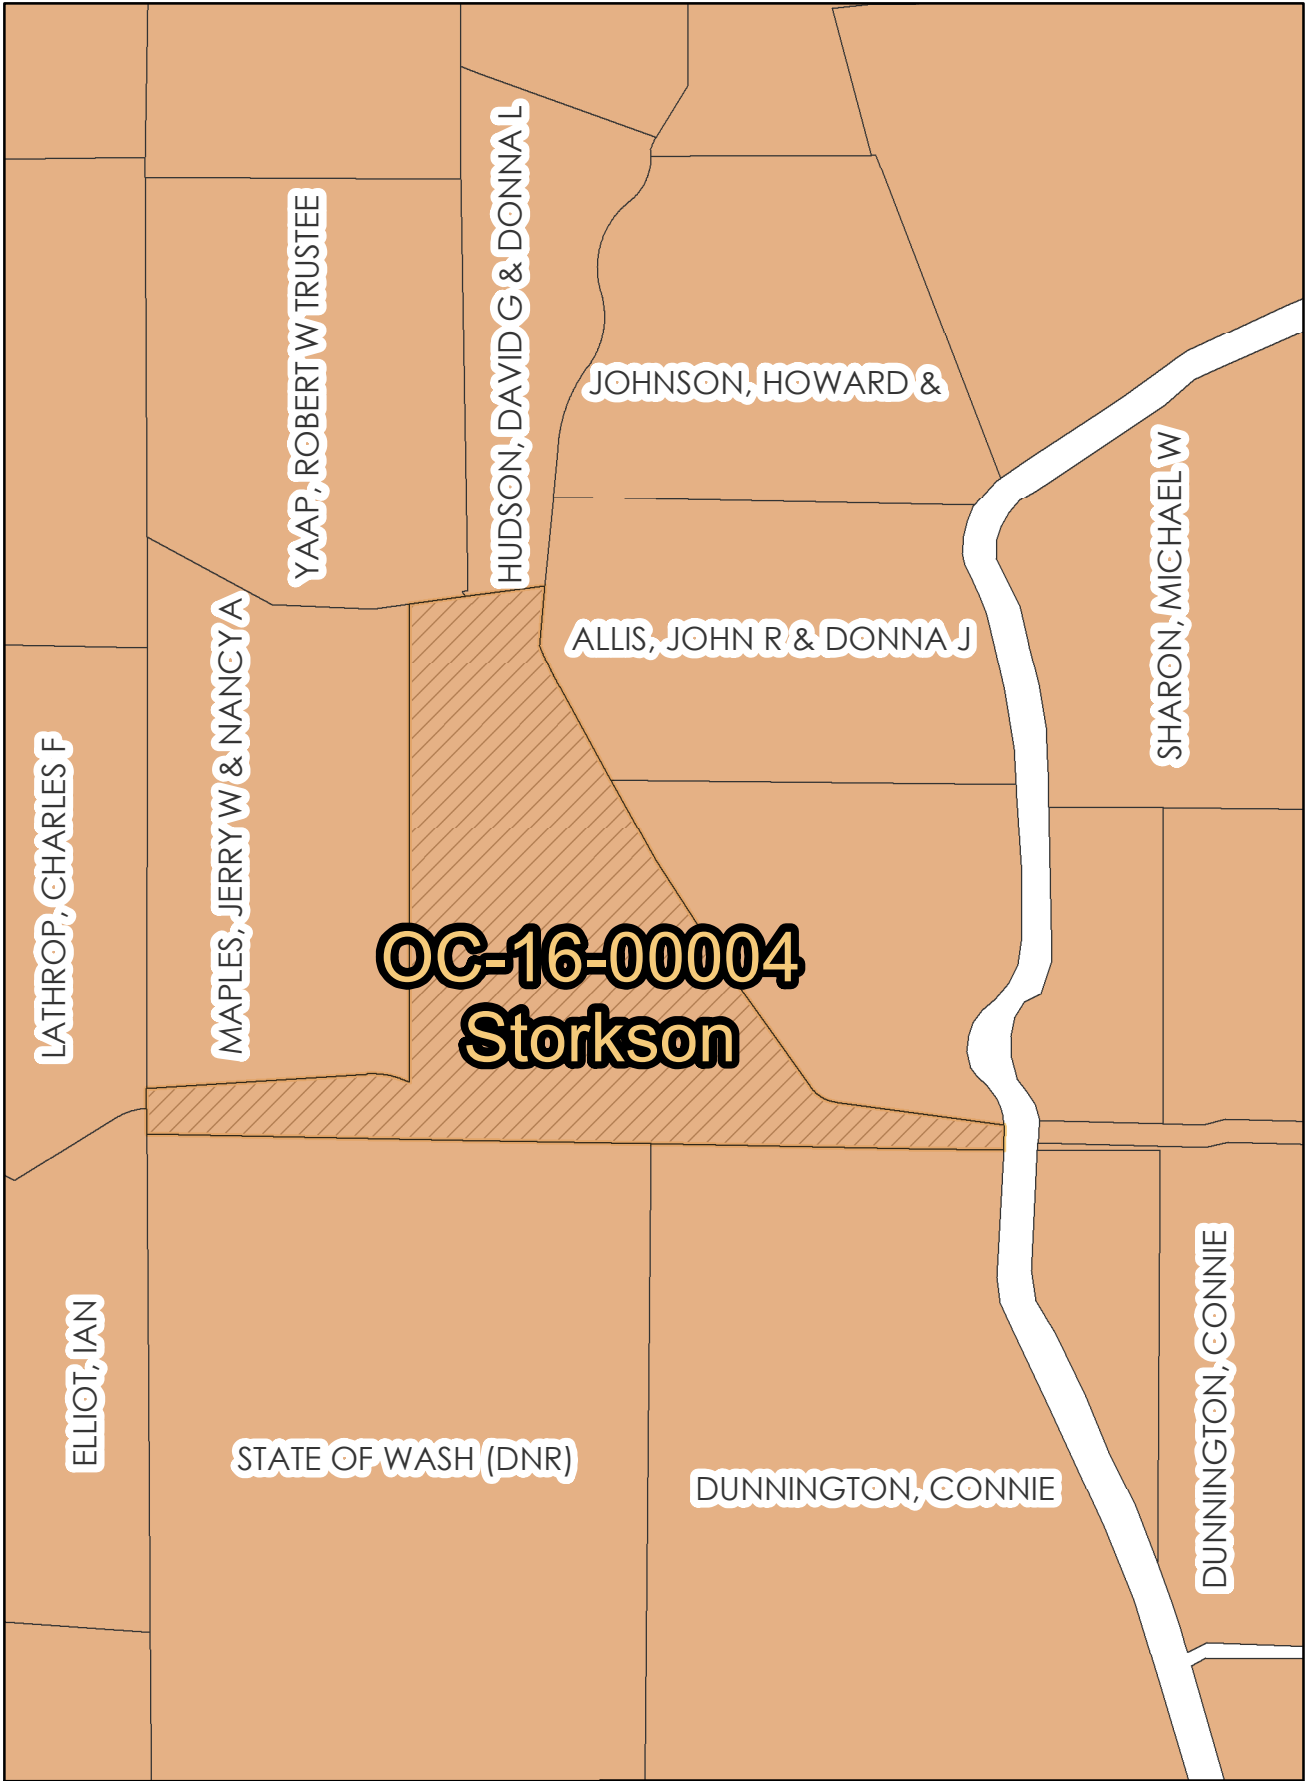 HUDSON, DAVID G & DONNA L
YAAP, ROBERT W TRUSTEE
JOHNSON, HOWARD &
SHARON, MICHAEL W
ALLIS, JOHN R & DONNA J
MAPLES, JERRY W & NANCY A
LATHROP, CHARLES F
OC-16-00004
Storkson
DUNNINGTON, CONNIE
ELLIOT, IAN
STATE OF WASH (DNR)
DUNNINGTON, CONNIE